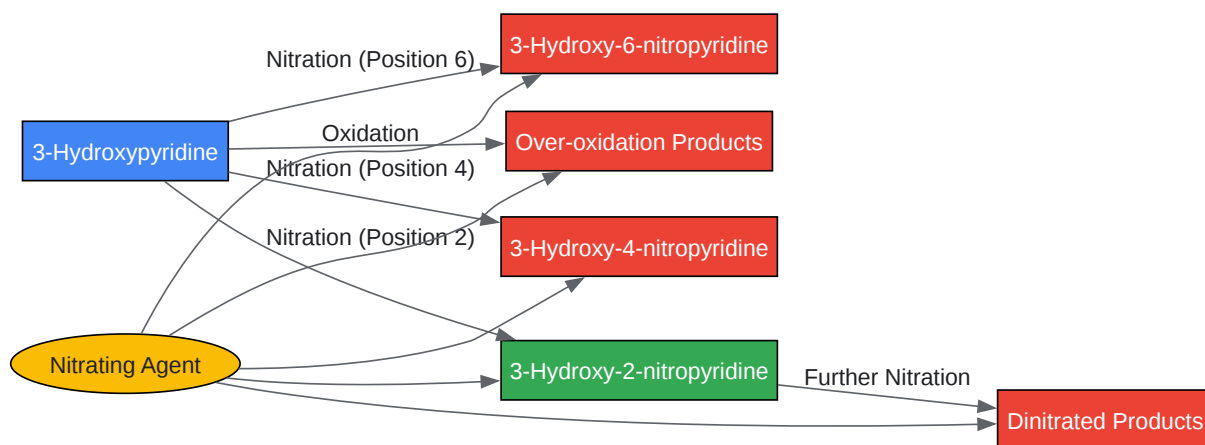 3-Hydroxy-6-nitropyridine
Nitration (Position 6)
Oxidation
Over-oxidation Products
3-Hydroxypyridine
Nitration (Position 4)
Nitration (Position 2)
3-Hydroxy-4-nitropyridine
Nitrating Agent
3-Hydroxy-2-nitropyridine
Further Nitration
Dinitrated Products